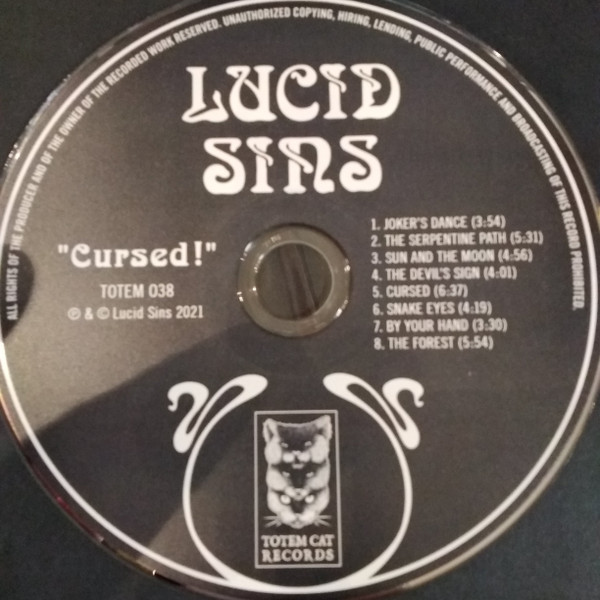 ALL RIGHTS OF THE PRODUCER AND OF THE OWNER OF THE RECORDED WORK RESERVED. UNAUTHORIZED COPYING, HIRING, LENDING, PUBLIC PERFORMANCE AND BROADCASTING OF THIS RECORD PROHIBITED.
LUCID
SINS
"Cursed!"
TOTEM 038
℗ & © Lucid Sins 2021
1. JOKER'S DANCE (3:54)
2. THE SERPENTINE PATH (5:31)
3. SUN AND THE MOON (4:56)
4. THE DEVIL'S SIGN (4:01)
5. CURSED (6:37)
6. SNAKE EYES (4:19)
7. BY YOUR HAND (3:30)
8. THE FOREST (5:54)
TOTEM CAT
RECORDS